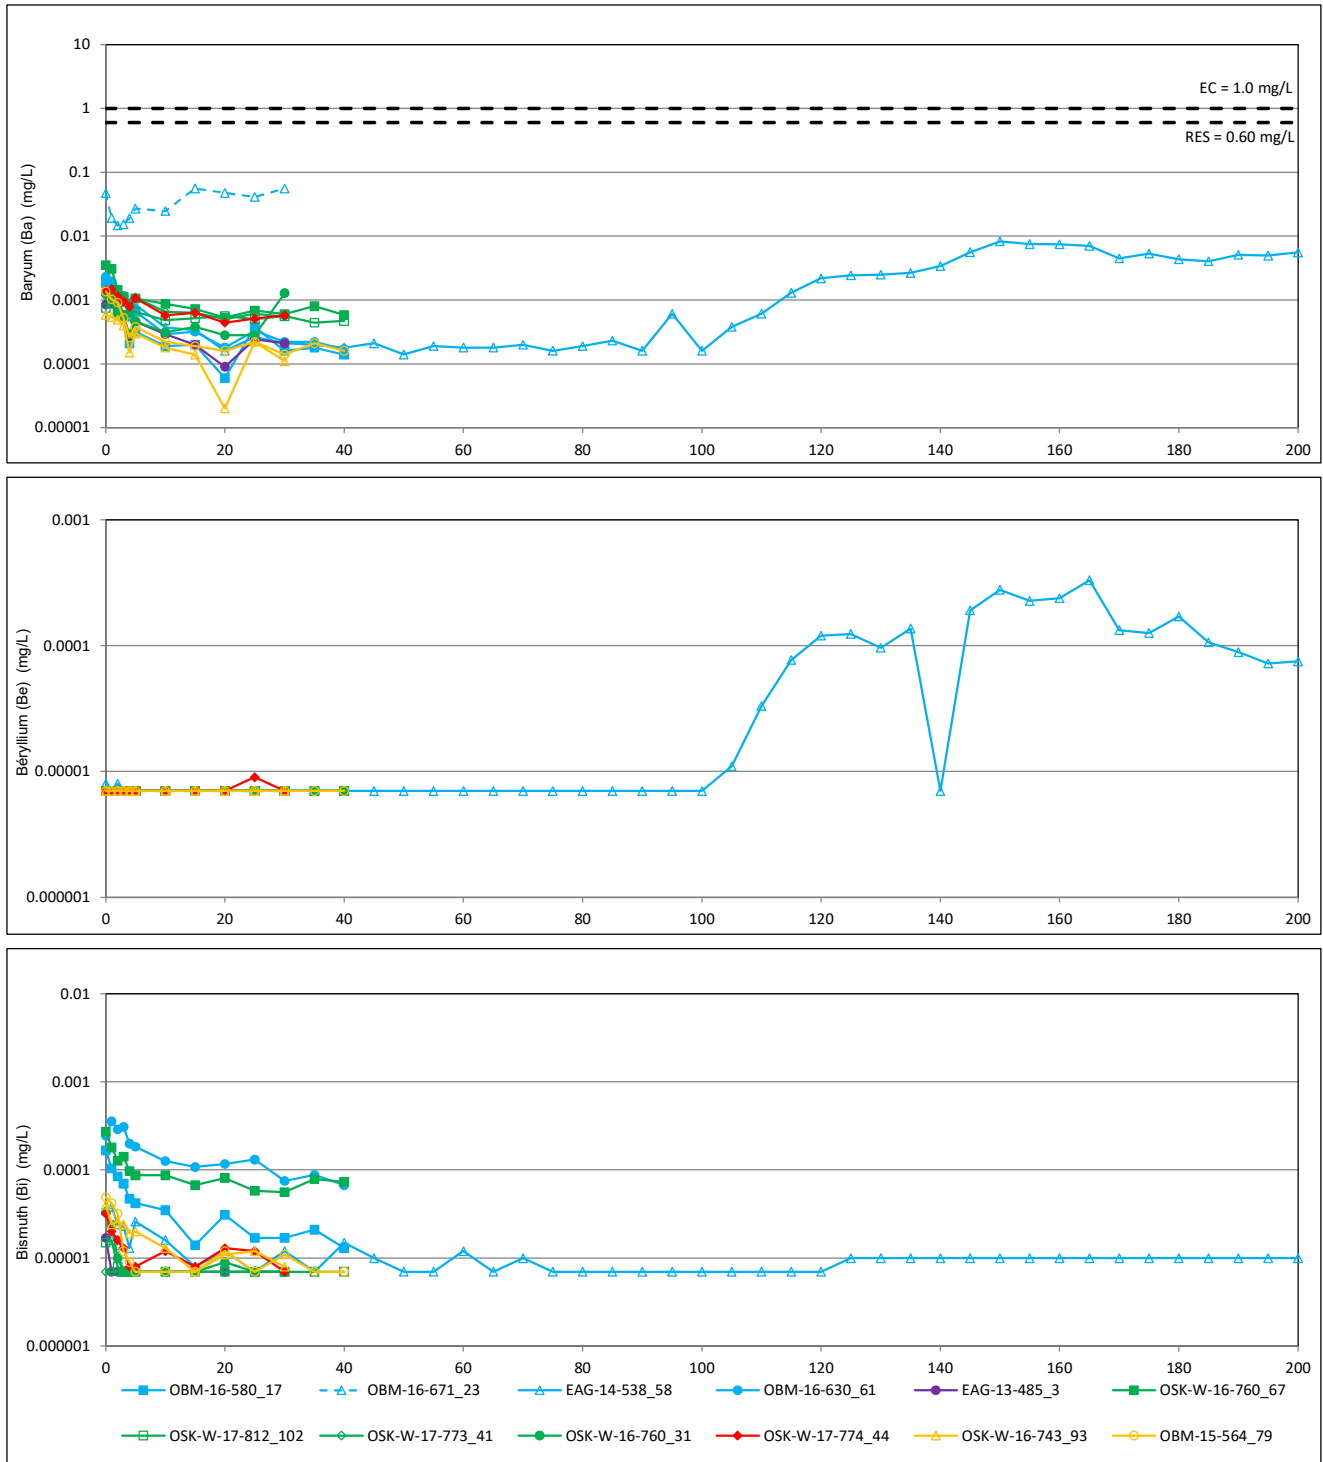 10
1
0.1
0.01
0.001
0.0001
0.00001
Baryum (Ba) (mg/L)
EC = 1.0 mg/L
RES = 0.60 mg/L
0 20 40 60 80 100 120 140 160 180 200
0.001
0.0001
0.00001
0.000001
Béryllium (Be) (mg/L)
0 20 40 60 80 100 120 140 160 180 200
0.01
0.001
0.0001
0.00001
0.000001
Bismuth (Bi) (mg/L)
0 20 40 60 80 100 120 140 160 180 200
OBM-16-580_17 OBM-16-671_23 EAG-14-538_58 OBM-16-630_61 EAG-13-485_3 OSK-W-16-760_67
OSK-W-17-812_102 OSK-W-17-773_41 OSK-W-16-760_31 OSK-W-17-774_44 OSK-W-16-743_93 OBM-15-564_79